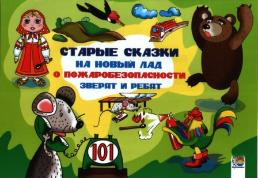 СТАРЫЕ СКАЗКИ
НА НОВЫЙ ЛАД
О ПОЖАРОБЕЗОПАСНОСТИ
ЗВЕРЯТ И РЕБЯТ
101